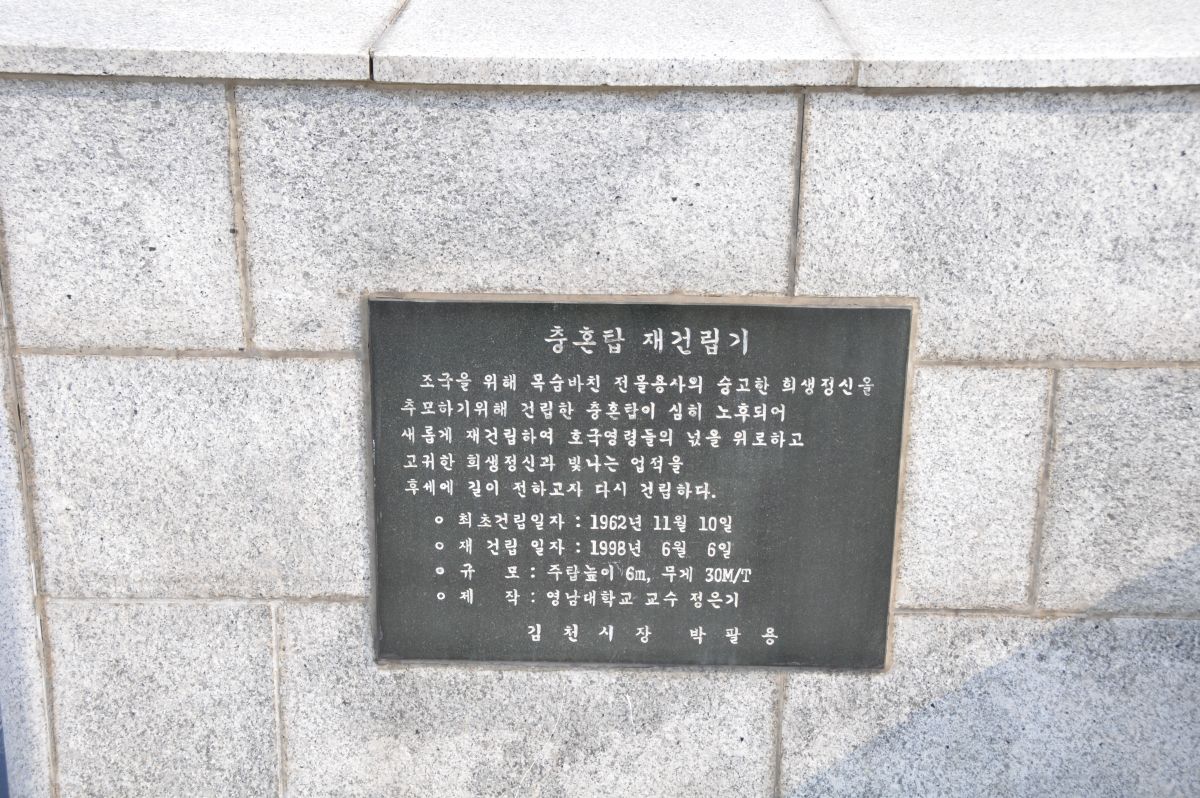 충혼탑 재건립기
조국을 위해 목숨바친 전몰용사의 숭고한 희생정신을
추모하기위해 건립한 충혼탑이 심히 노후되어
새롭게 재건립하여 호국영령들의 넋을 위로하고
고귀한 희생정신과 빛나는 업적을
후세에 길이 전하고자 다시 건립하다.
ㅇ 최초건립일자 : 1962년 11월 10일
ㅇ 재 건립 일자 : 1998년 6월 6일
ㅇ 규 모 : 주탑높이 6m, 무게 30M/T
ㅇ 제 작 : 영남대학교 교수 정은기
김 천 시 장 박 팔 용